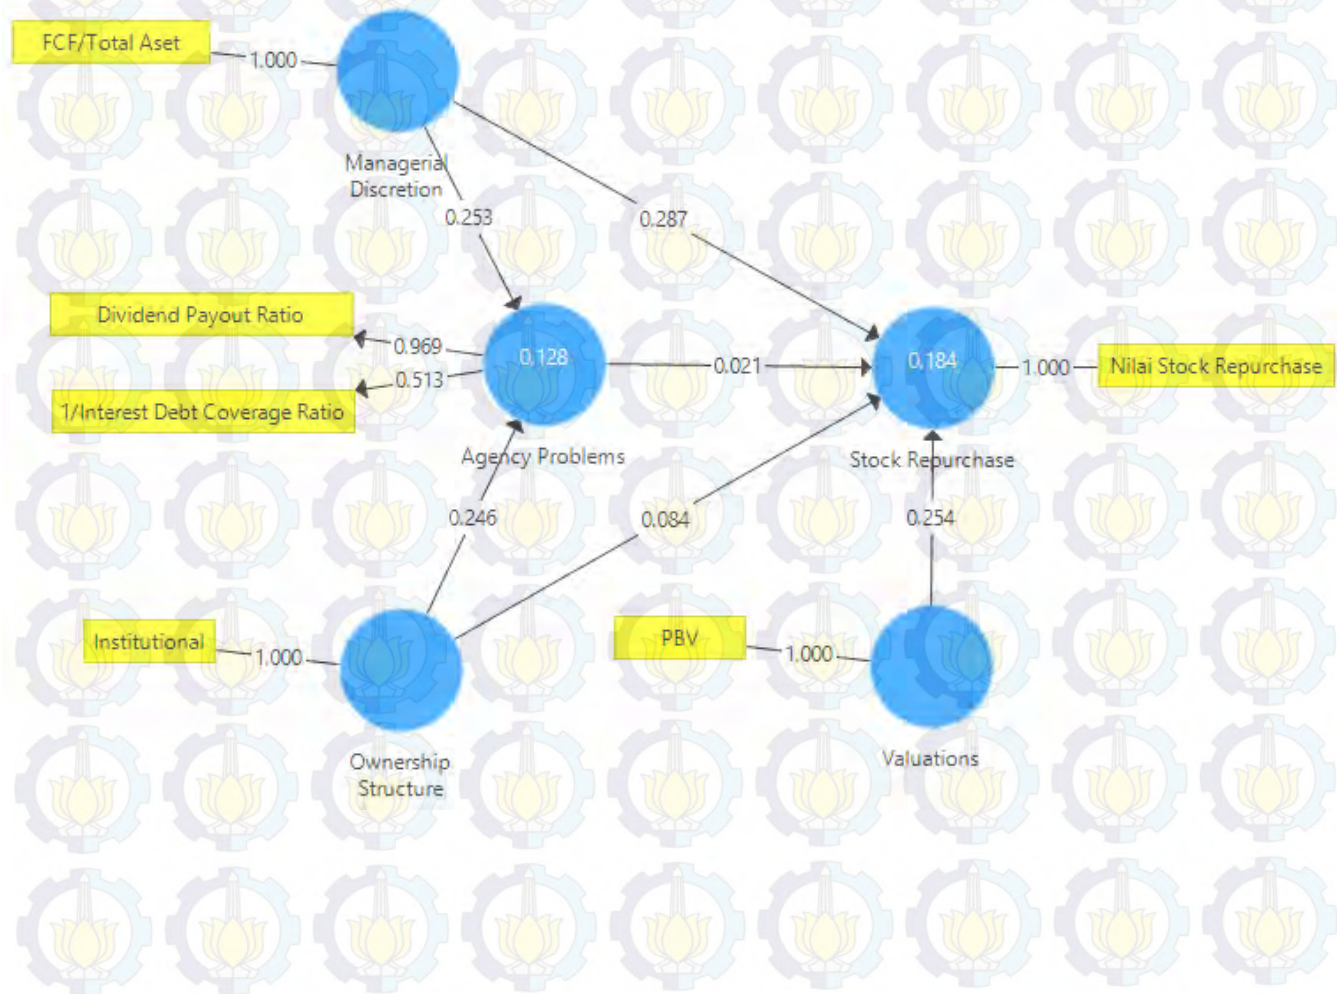 FCF/Total Aset
1.000
Managerial
Discretion
0.253
0.287
Dividend Payout Ratio
0.969
0.513
1/Interest Debt Coverage Ratio
0.128
Agency Problems
0.021
0.184
Stock Repurchase
1.000
Nilai Stock Repurchase
0.246
0.084
0.254
Institutional
1.000
Ownership
Structure
PBV
1.000
Valuations